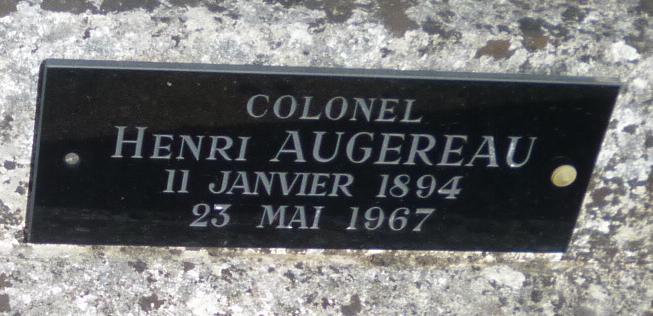 COLONEL
HENRI AUGEREAU
11 JANVIER 1894
23 MAI 1967